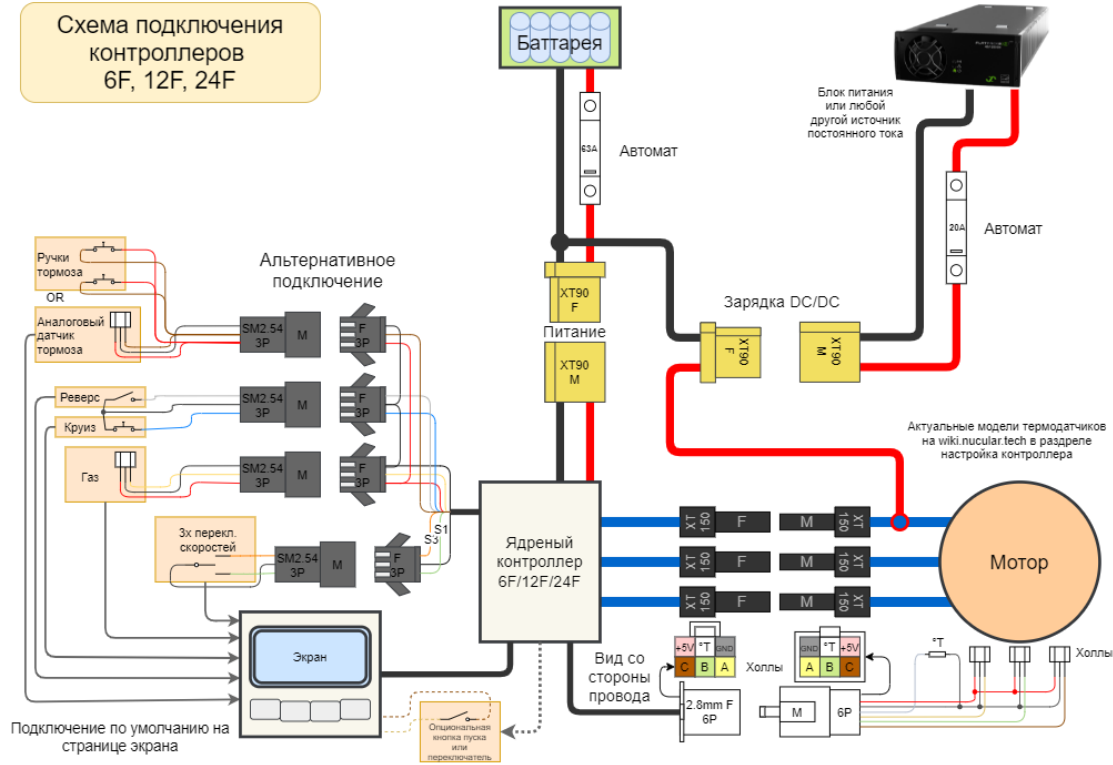 Схема подключения
контроллеров
6F, 12F, 24F
Баттарея
63А
Автомат
Блок питания
или любой
другой источник
постоянного тока
20А
Автомат
XT90
F
Питание
XT90
M
Зарядка DC/DC
XT90
F
XT90
M
Ручки
тормоза
OR
Аналоговый
датчик
тормоза
Альтернативное
подключение
SM2.54
3P
M
F
3P
Реверс
Круиз
SM2.54
3P
M
F
3P
Газ
SM2.54
3P
M
F
3P
3х перекл.
скоростей
SM2.54
3P
M
F
3P
S1
S3
Ядреный
контроллер
6F/12F/24F
Актуальные модели термодатчиков
на wiki.nucular.tech в раздреле
настройка контроллера
XT
150
F
M
XT
150
XT
150
F
M
XT
150
XT
150
F
M
XT
150
Мотор
Экран
Подключение по умолчанию на
странице экрана
Опциональная
кнопка пуска
или
переключатель
Вид со
стороны
провода
+5V
°T
GND
C
B
A
Холлы
GND
°T
+5V
A
B
C
2.8mm F
6P
M
6P
°T
Холлы